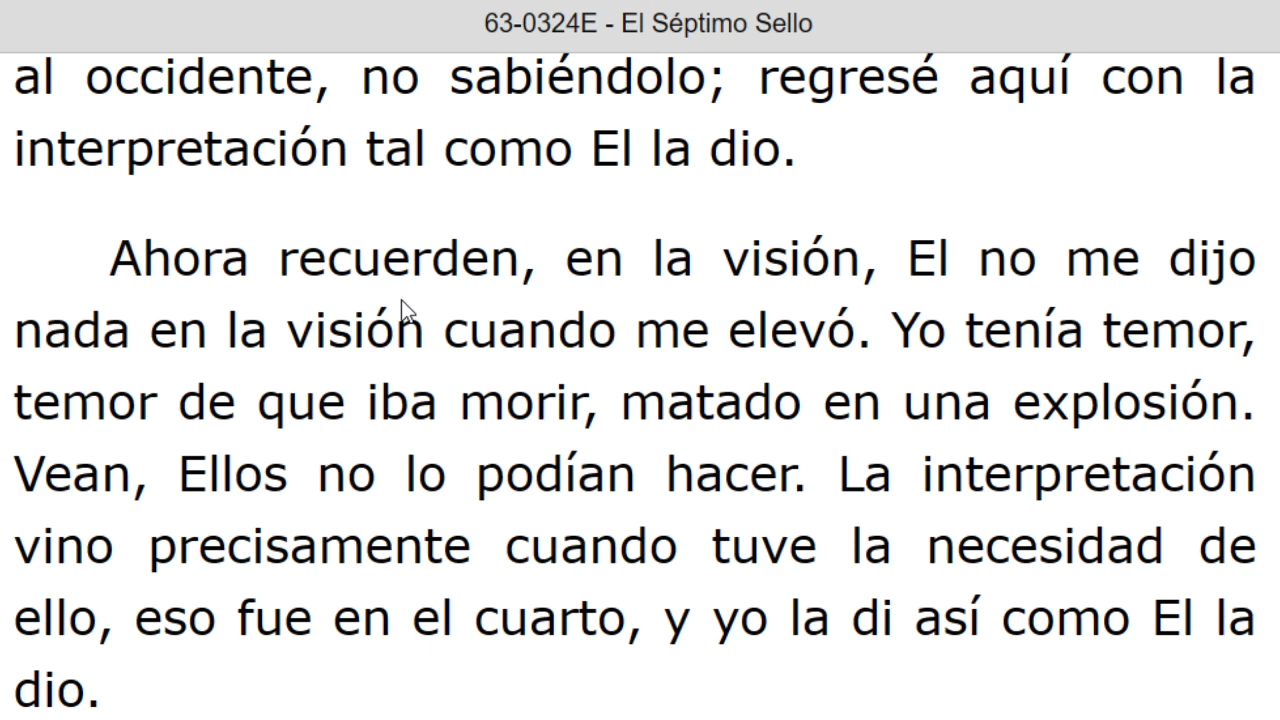 63-0324E - El Séptimo Sello
al occidente, no sabiéndolo; regresé aquí con la
interpretación tal como El la dio.
Ahora recuerden, en la visión, El no me dijo
nada en la visión cuando me elevó. Yo tenía temor,
temor de que iba morir, matado en una explosión.
Vean, Ellos no lo podían hacer. La interpretación
vino precisamente cuando tuve la necesidad de
ello, eso fue en el cuarto, y yo la di así como El la
dio.